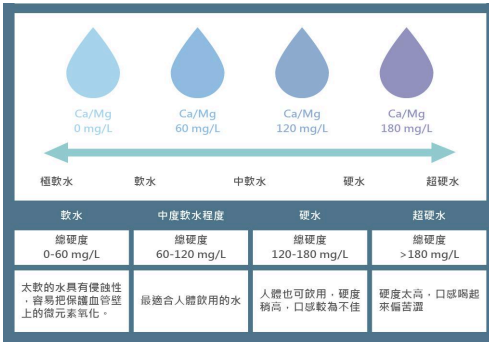 Ca/Mg
0 mg/L
Ca/Mg
60 mg/L
Ca/Mg
120 mg/L
Ca/Mg
180 mg/L
極軟水
軟水
中軟水
硬水
超硬水
軟水
中度軟水程度
硬水
超硬水
總硬度
0-60 mg/L
總硬度
60-120 mg/L
總硬度
120-180 mg/L
總硬度
>180 mg/L
太軟的水具有侵蝕性
，容易把保護血管壁
上的微元素氧化。
最適合人體飲用的水
人體也可飲用，硬度
稍高，口感較為不佳
硬度太高，口感喝起
來偏苦澀